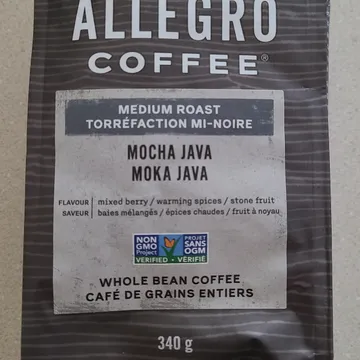 ALLEGRO
COFFEE®
MEDIUM ROAST
TORRÉFACTION MI-NOIRE
MOCHA JAVA
MOKA JAVA
FLAVOUR / mixed berry / warming spices / stone fruit
SAVEUR / baies mélangés / épices chaudes / fruit à noyau
NON GMO Project VERIFIED
PROJET SANS OGM VÉRIFIÉ
WHOLE BEAN COFFEE
CAFÉ DE GRAINS ENTIERS
340 g